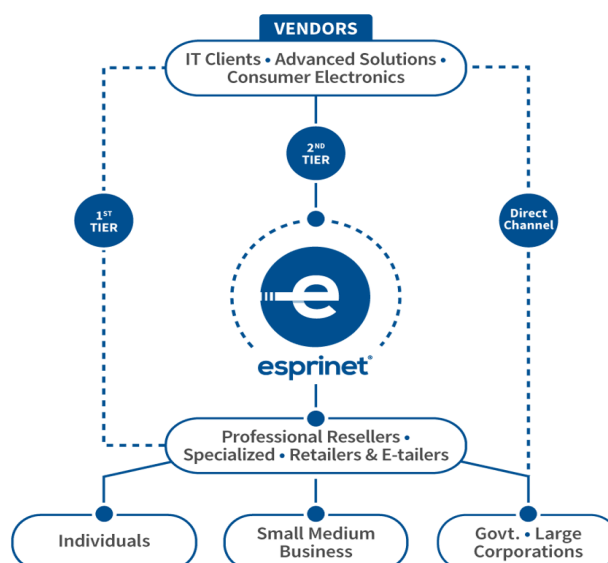 VENDORS
IT Clients • Advanced Solutions •
Consumer Electronics
2ND
TIER
1ST
TIER
Direct
Channel
e
esprinet®
Professional Resellers •
Specialized • Retailers & E-tailers
Individuals
Small Medium
Business
Govt. • Large
Corporations